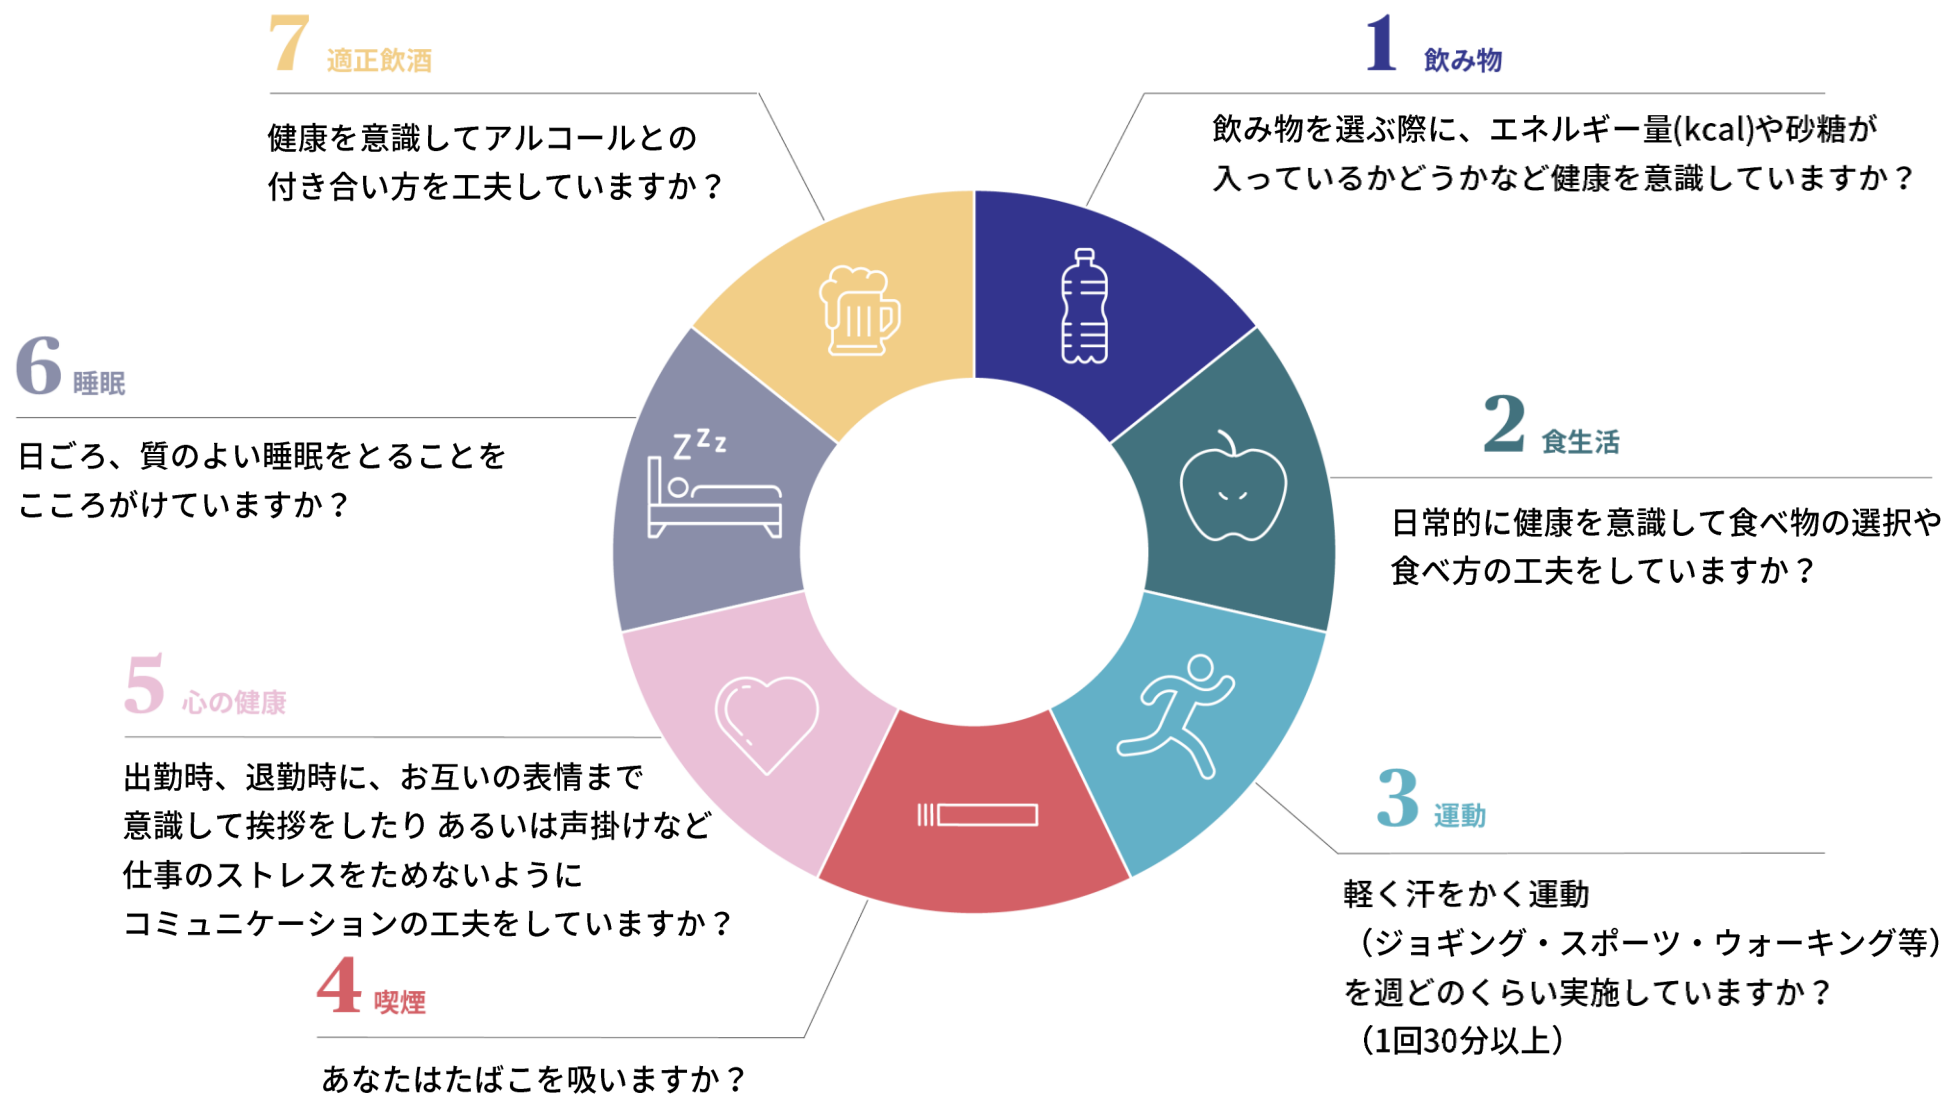 1 飲み物
飲み物を選ぶ際に、エネルギー量(kcal)や砂糖が
入っているかどうかなど健康を意識していますか？
2 食生活
日常的に健康を意識して食べ物の選択や
食べ方の工夫をしていますか？
3 運動
軽く汗をかく運動
（ジョギング・スポーツ・ウォーキング等）
を週どのくらい実施していますか？
（1回30分以上）
4 喫煙
あなたはたばこを吸いますか？
5 心の健康
出勤時、退勤時に、お互いの表情まで
意識して挨拶をしたり あるいは声掛けなど
仕事のストレスをためないように
コミュニケーションの工夫をしていますか？
6 睡眠
日ごろ、質のよい睡眠をとることを
こころがけていますか？
7 適正飲酒
健康を意識してアルコールとの
付き合い方を工夫していますか？
zzz